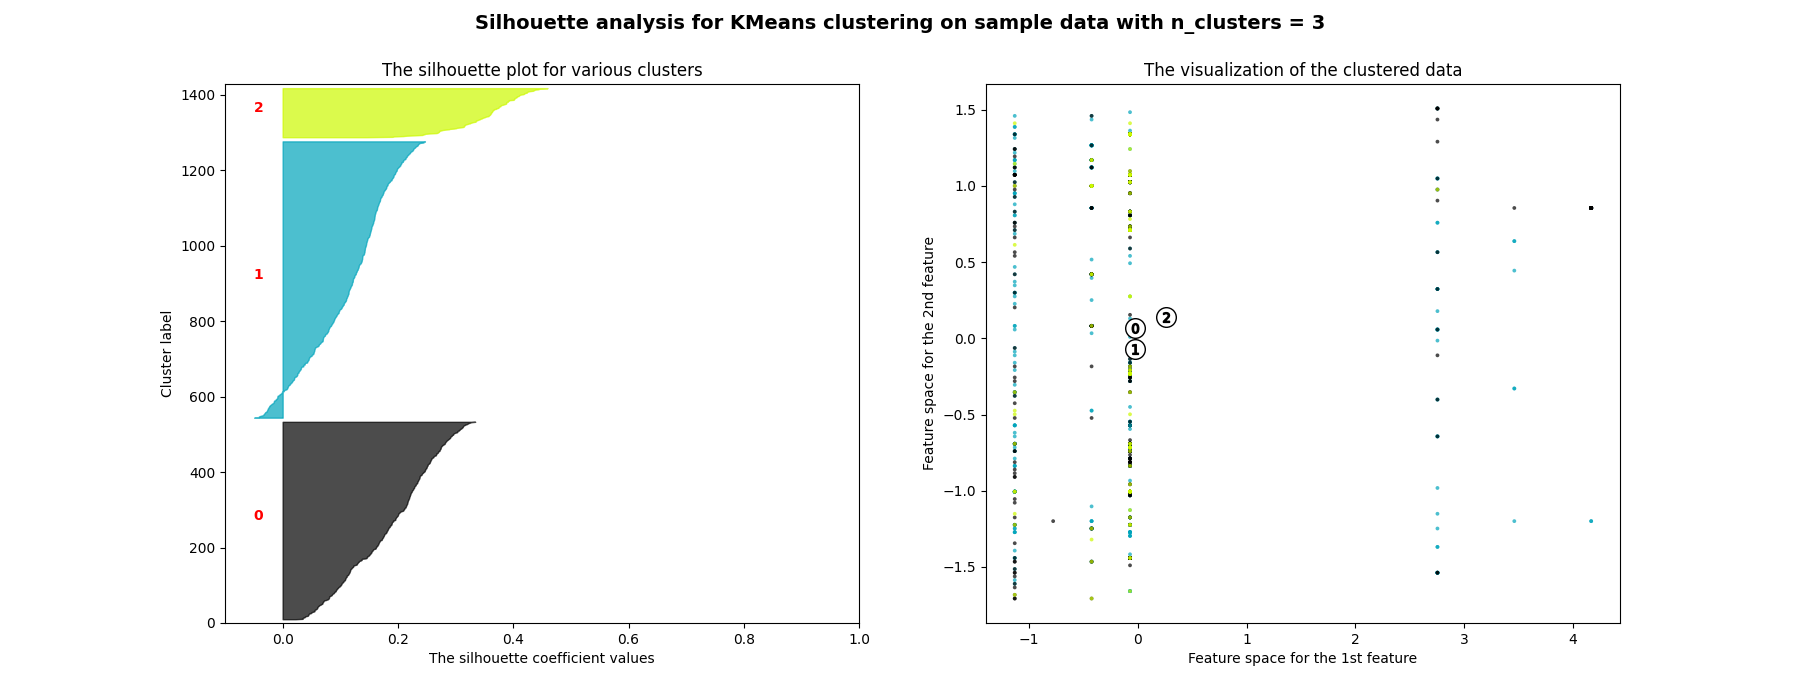 Silhouette analysis for KMeans clustering on sample data with n_clusters = 3
The silhouette plot for various clusters
1400
1200
1000
800
600
400
200
0
Cluster label
2
1
0
0.0 0.2 0.4 0.6 0.8 1.0
The silhouette coefficient values
The visualization of the clustered data
1.5
1.0
0.5
0.0
−0.5
−1.0
−1.5
Feature space for the 2nd feature
2
0
1
−1 0 1 2 3 4
Feature space for the 1st feature